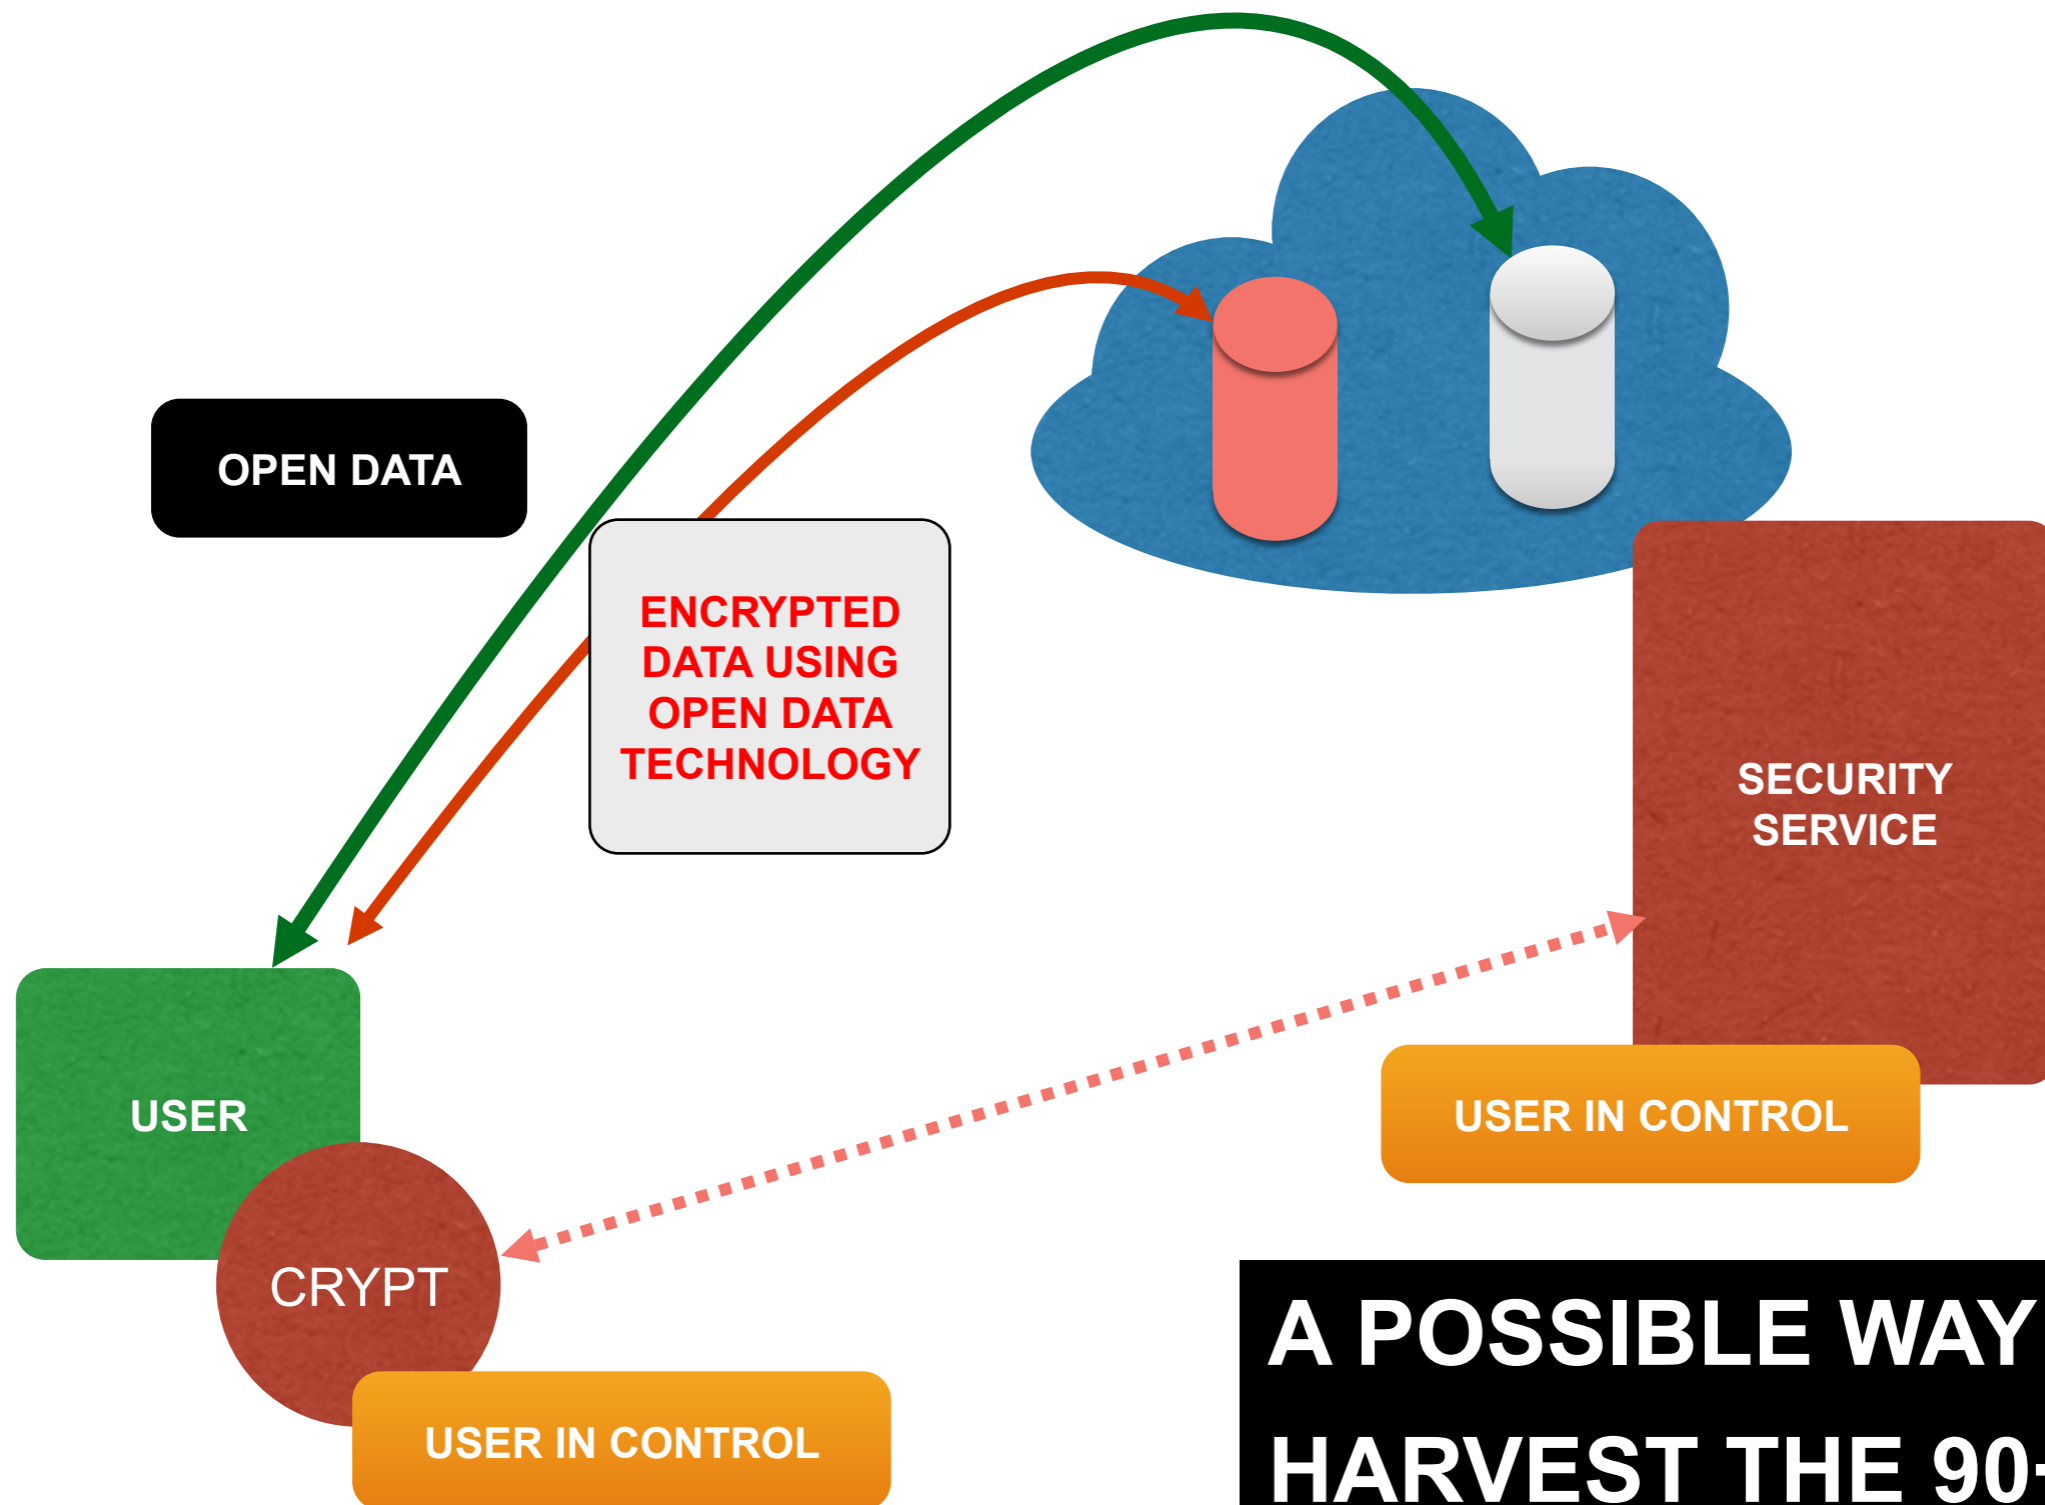 OPEN DATA
ENCRYPTED
DATA USING
OPEN DATA
TECHNOLOGY
SECURITY
SERVICE
USER
USER IN CONTROL
CRYPT
USER IN CONTROL
A POSSIBLE WAY
HARVEST THE 90